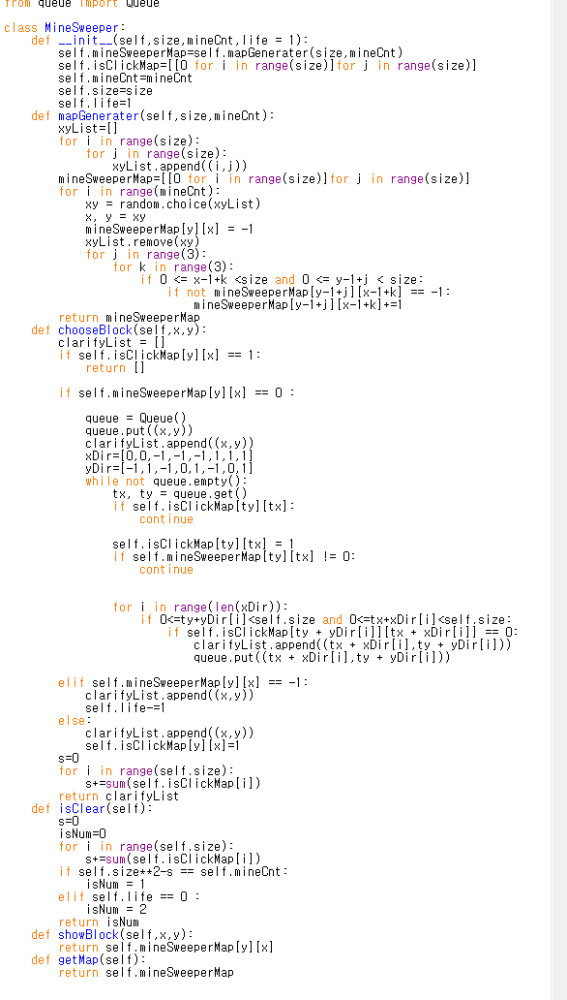 from queue import Queue

class MineSweeper:
    def __init__(self,size,mineCnt,life = 1):
        self.mineSweeperMap=self.mapGenerater(size,mineCnt)
        self.isClickMap=[[0 for i in range(size)]for j in range(size)]
        self.mineCnt=mineCnt
        self.size=size
        self.life=1
    def mapGenerater(self,size,mineCnt):
        xyList=[]
        for i in range(size):
            for j in range(size):
                xyList.append((i,j))
        mineSweeperMap=[[0 for i in range(size)]for j in range(size)]
        for i in range(mineCnt):
            xy = random.choice(xyList)
            x, y = xy
            mineSweeperMap[y][x] = -1
            xyList.remove(xy)
            for j in range(3):
                for k in range(3):
                    if 0 <= x-1+k <size and 0 <= y-1+j < size:
                        if not mineSweeperMap[y-1+j][x-1+k] == -1:
                            mineSweeperMap[y-1+j][x-1+k]+=1
        return mineSweeperMap
    def chooseBlock(self,x,y):
        clarifyList = []
        if self.isClickMap[y][x] == 1:
            return []

        if self.mineSweeperMap[y][x] == 0 :

            queue = Queue()
            queue.put((x,y))
            clarifyList.append((x,y))
            xDir=[0,0,-1,-1,-1,1,1,1]
            yDir=[-1,1,-1,0,1,-1,0,1]
            while not queue.empty():
                tx, ty = queue.get()
                if self.isClickMap[ty][tx]:
                    continue

                self.isClickMap[ty][tx] = 1
                if self.mineSweeperMap[ty][tx] != 0:
                    continue


                for i in range(len(xDir)):
                    if 0<=ty+yDir[i]<self.size and 0<=tx+xDir[i]<self.size:
                        if self.isClickMap[ty + yDir[i]][tx + xDir[i]] == 0:
                            clarifyList.append((tx + xDir[i],ty + yDir[i]))
                            queue.put((tx + xDir[i],ty + yDir[i]))

        elif self.mineSweeperMap[y][x] == -1:
            clarifyList.append((x,y))
            self.life-=1
        else:
            clarifyList.append((x,y))
            self.isClickMap[y][x]=1
        s=0
        for i in range(self.size):
            s+=sum(self.isClickMap[i])
        return clarifyList
    def isClear(self):
        s=0
        isNum=0
        for i in range(self.size):
            s+=sum(self.isClickMap[i])
        if self.size**2-s == self.mineCnt:
            isNum = 1
        elif self.life == 0 :
            isNum = 2
        return isNum
    def showBlock(self,x,y):
        return self.mineSweeperMap[y][x]
    def getMap(self):
        return self.mineSweeperMap